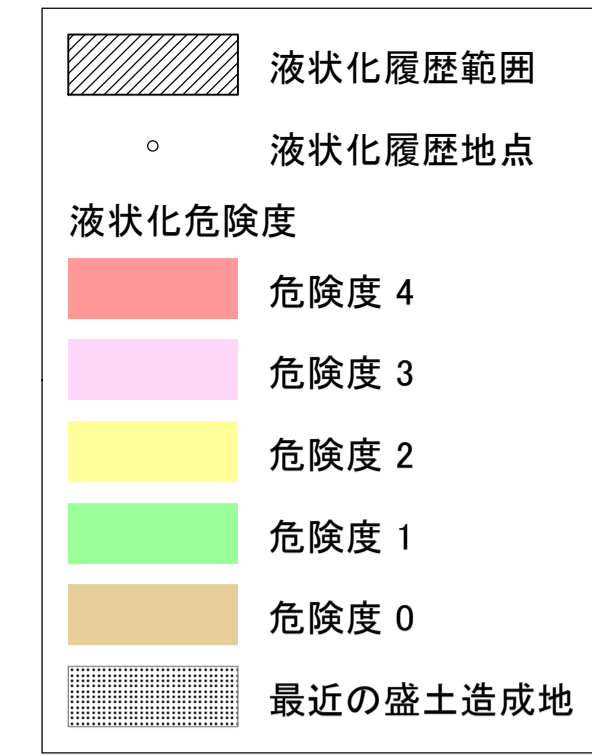 液状化履歴範囲
液状化履歴地点
液状化危険度
危険度 4
危険度 3
危険度 2
危険度 1
危険度 0
最近の盛土造成地